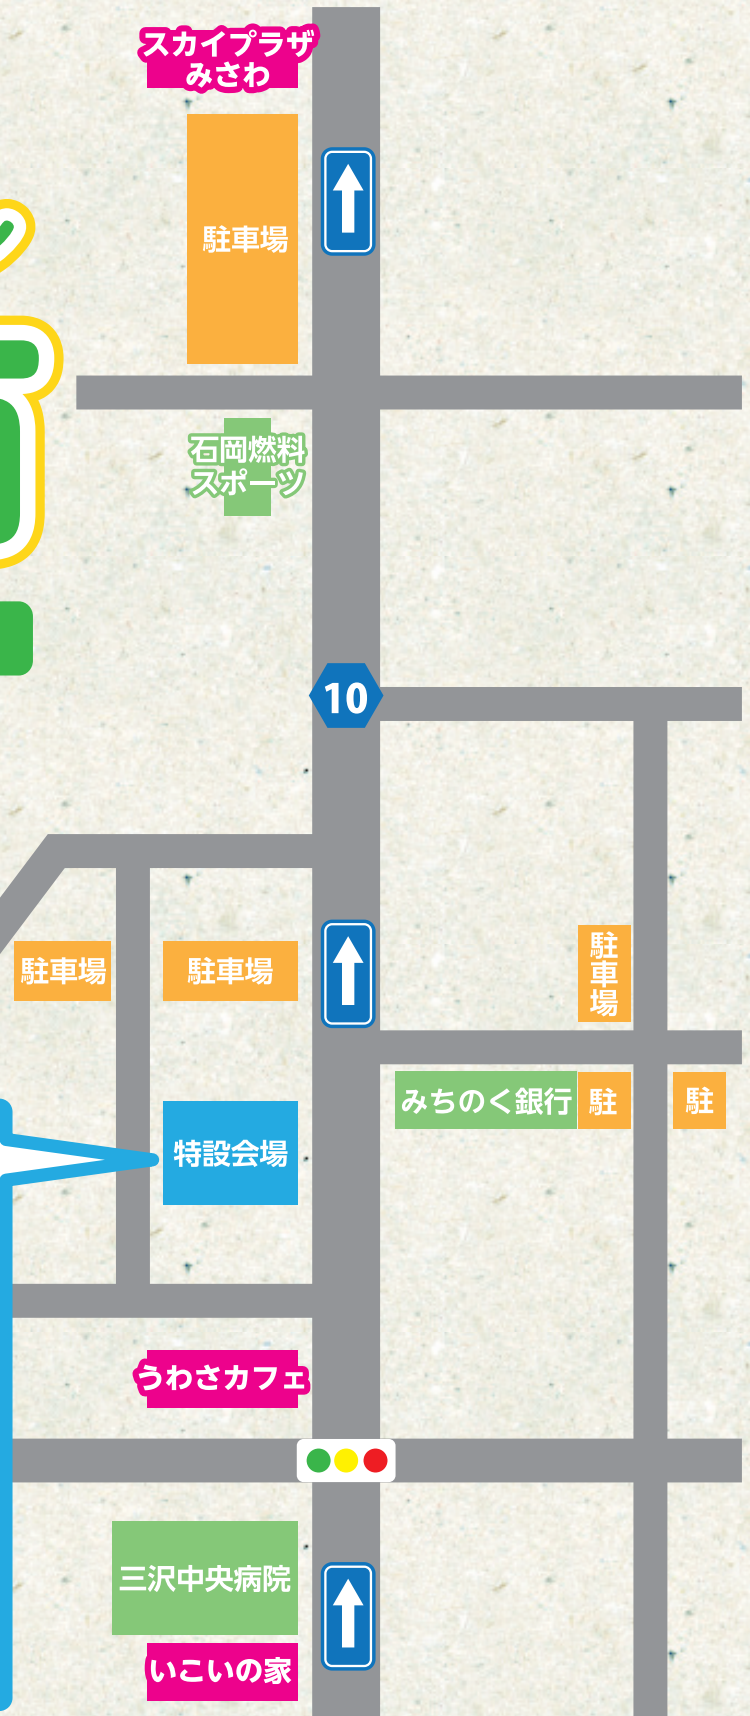 スカイプラザ
みさわ
駐車場
石岡燃料
スポーツ
10
駐車場
駐車場
駐車場
みちのく銀行
駐
駐
特設会場
うわさカフェ
三沢中央病院
いこいの家